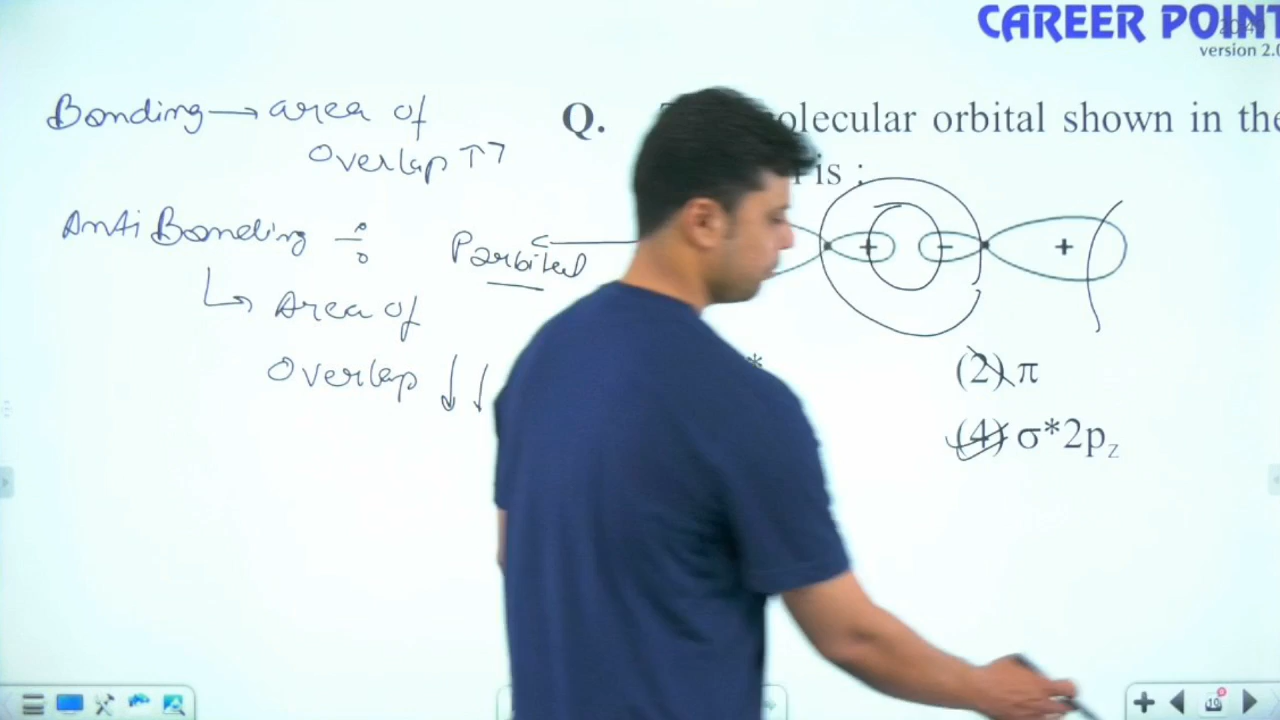 CAREER POINT
version 2.0
Bonding → area of
Overlap ↑↑
Q.
olecular orbital shown in the
is :
Anti Bonding ÷
P orbital
+ − +
↳ Area of
Overlap ↓↓
*
(2) π
(4) σ*2p_z